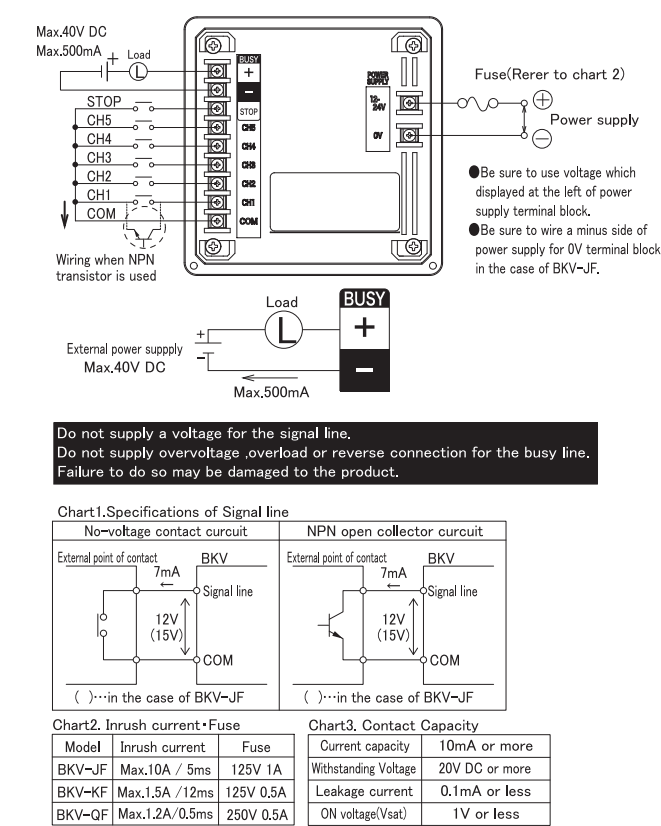 Max.40V DC
Max.500mA
+ Load
L
BUSY
+
−
STOP
CH5
CH4
CH3
CH2
CH1
COM
STOP
CH5
CH4
CH3
CH2
CH1
COM
POWER
SUPPLY
12-
24V
0V
Fuse(Rerer to chart 2)
+
Power supply
−
Wiring when NPN
transistor is used
●Be sure to use voltage which
displayed at the left of power
supply terminal block.
●Be sure to wire a minus side of
power supply for 0V terminal block
in the case of BKV-JF.
Load
L
BUSY
+
−
+
−
External power suppply
Max.40V DC
Max.500mA
Do not supply a voltage for the signal line.
Do not supply overvoltage ,overload or reverse connection for the busy line.
Failure to do so may be damaged to the product.
Chart1.Specifications of Signal line
No-voltage contact curcuit
NPN open collector curcuit
External point of contact BKV
7mA
←
Signal line
12V
(15V)
COM
( )…in the case of BKV-JF
External point of contact BKV
7mA
←
Signal line
12V
(15V)
COM
( )…in the case of BKV-JF
Chart2. Inrush current・Fuse
Model Inrush current Fuse
BKV-JF Max.10A / 5ms 125V 1A
BKV-KF Max.1.5A /12ms 125V 0.5A
BKV-QF Max.1.2A/0.5ms 250V 0.5A
Chart3. Contact Capacity
Current capacity 10mA or more
Withstanding Voltage 20V DC or more
Leakage current 0.1mA or less
ON voltage(Vsat) 1V or less